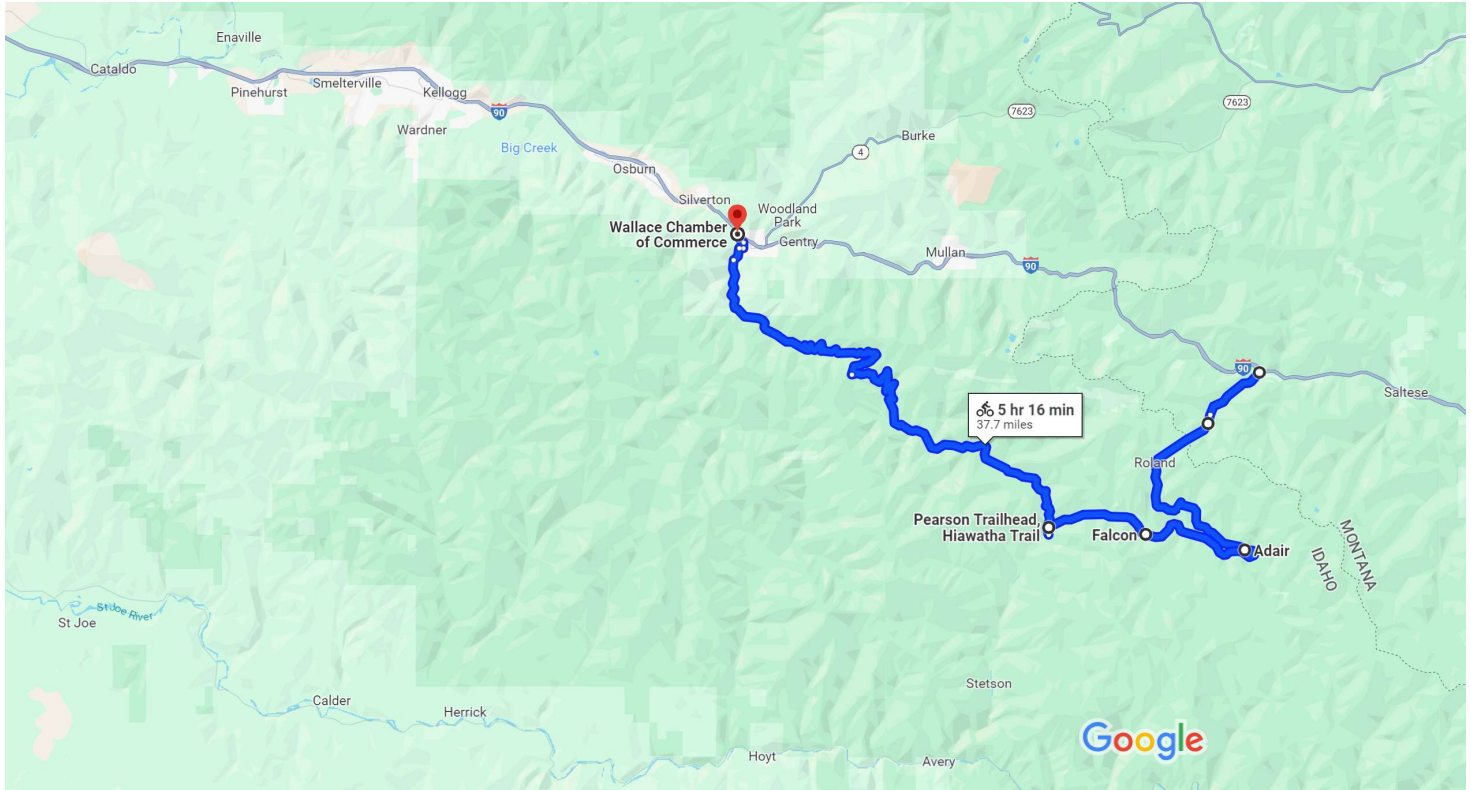 Enaville
Cataldo
Smelterville
Pinehurst
Kellogg
90
7623
7623
Wardner
Burke
Big Creek
4
Osburn
Silverton
Woodland
Park
Wallace Chamber
of Commerce
Gentry
Mullan
90
90
Saltese
5 hr 16 min
37.7 miles
Roland
Pearson Trailhead,
Hiawatha Trail
Falcon
Adair
MONTANA
IDAHO
St Joe River
St Joe
Stetson
Calder
Herrick
Google
Hoyt
Avery